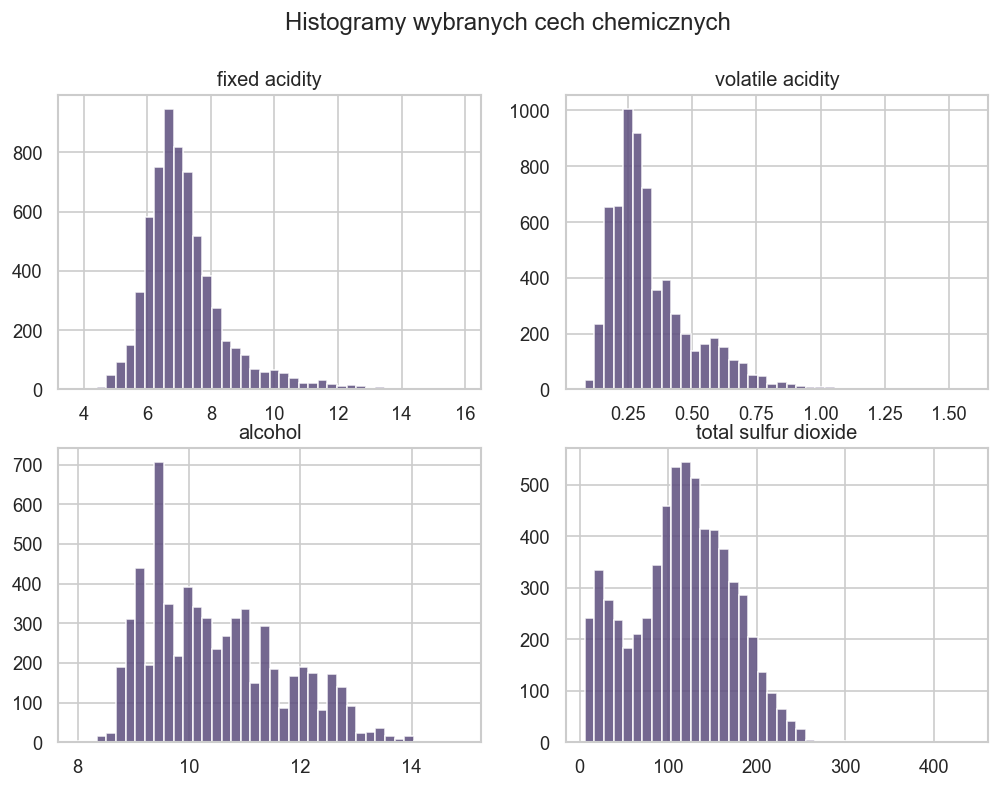 Histogramy wybranych cech chemicznych
fixed acidity
800
600
400
200
0
4 6 8 10 12 14 16
volatile acidity
1000
800
600
400
200
0
0.25 0.50 0.75 1.00 1.25 1.50
alcohol
700
600
500
400
300
200
100
0
8 10 12 14
total sulfur dioxide
500
400
300
200
100
0
0 100 200 300 400